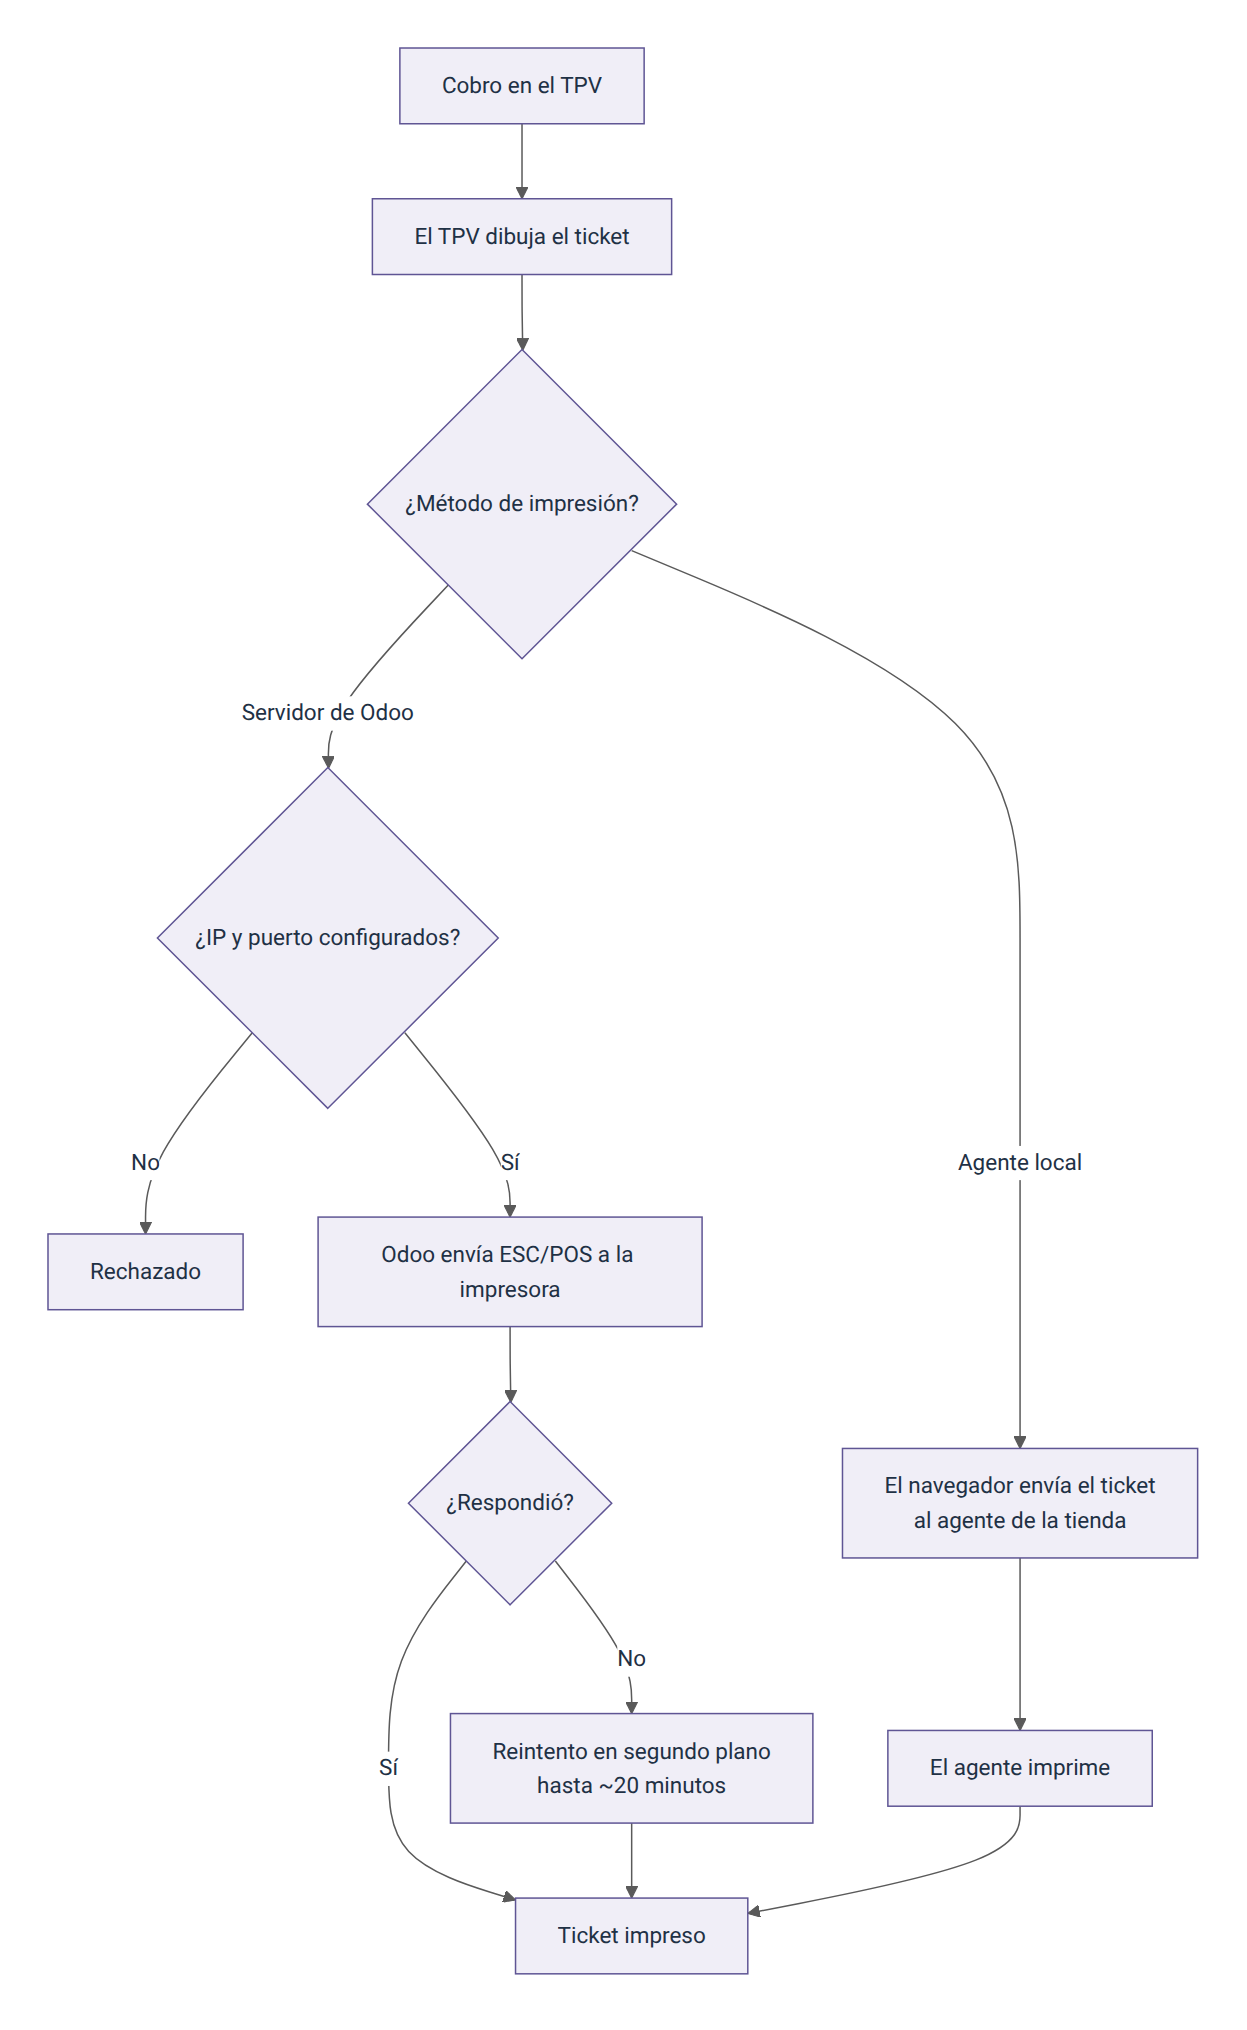 Cobro en el TPV
El TPV dibuja el ticket
¿Método de impresión?
Servidor de Odoo
¿IP y puerto configurados?
No
Sí
Agente local
Rechazado
Odoo envía ESC/POS a la
impresora
¿Respondió?
El navegador envía el ticket
al agente de la tienda
No
Sí
Reintento en segundo plano
hasta ~20 minutos
El agente imprime
Ticket impreso